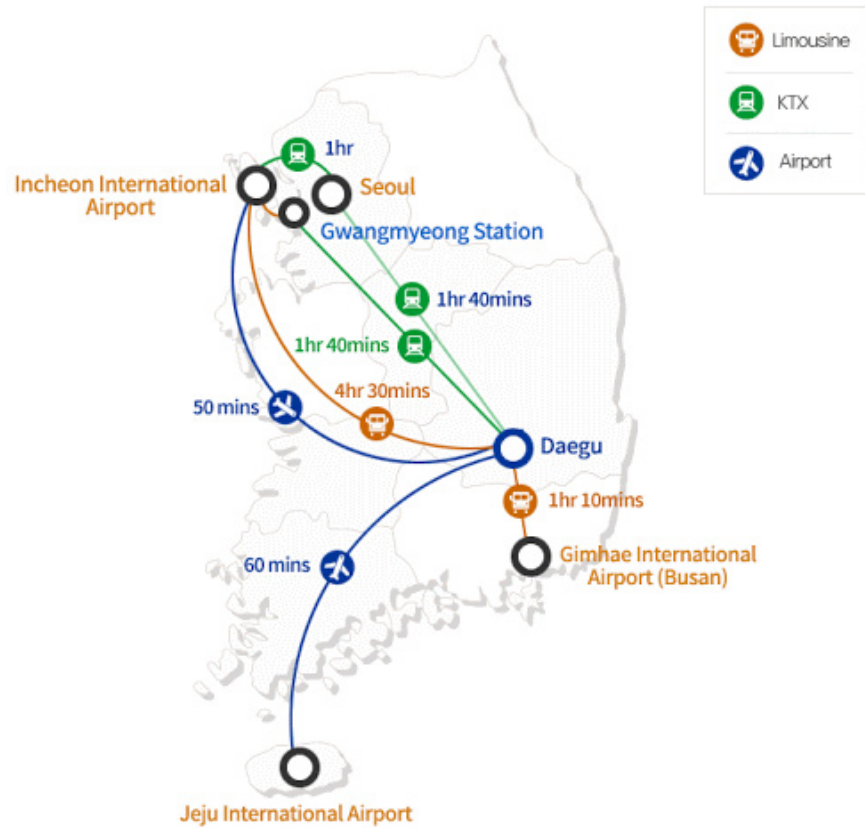 Limousine
KTX
Airport
1hr
Incheon International
Airport
Seoul
Gwangmyeong Station
1hr 40mins
1hr 40mins
4hr 30mins
50 mins
Daegu
1hr 10mins
Gimhae International
Airport (Busan)
60 mins
Jeju International Airport